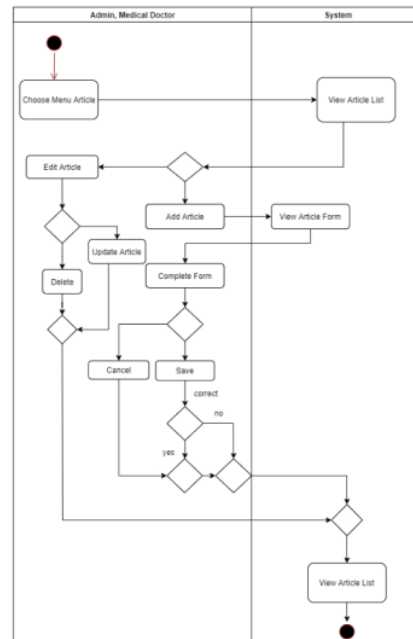 Admin, Medical Doctor
System
Choose Menu Article
View Article List
Edit Article
Add Article
View Article Form
Update Article
Delete
Complete Form
Cancel
Save
correct
no
yes
View Article List